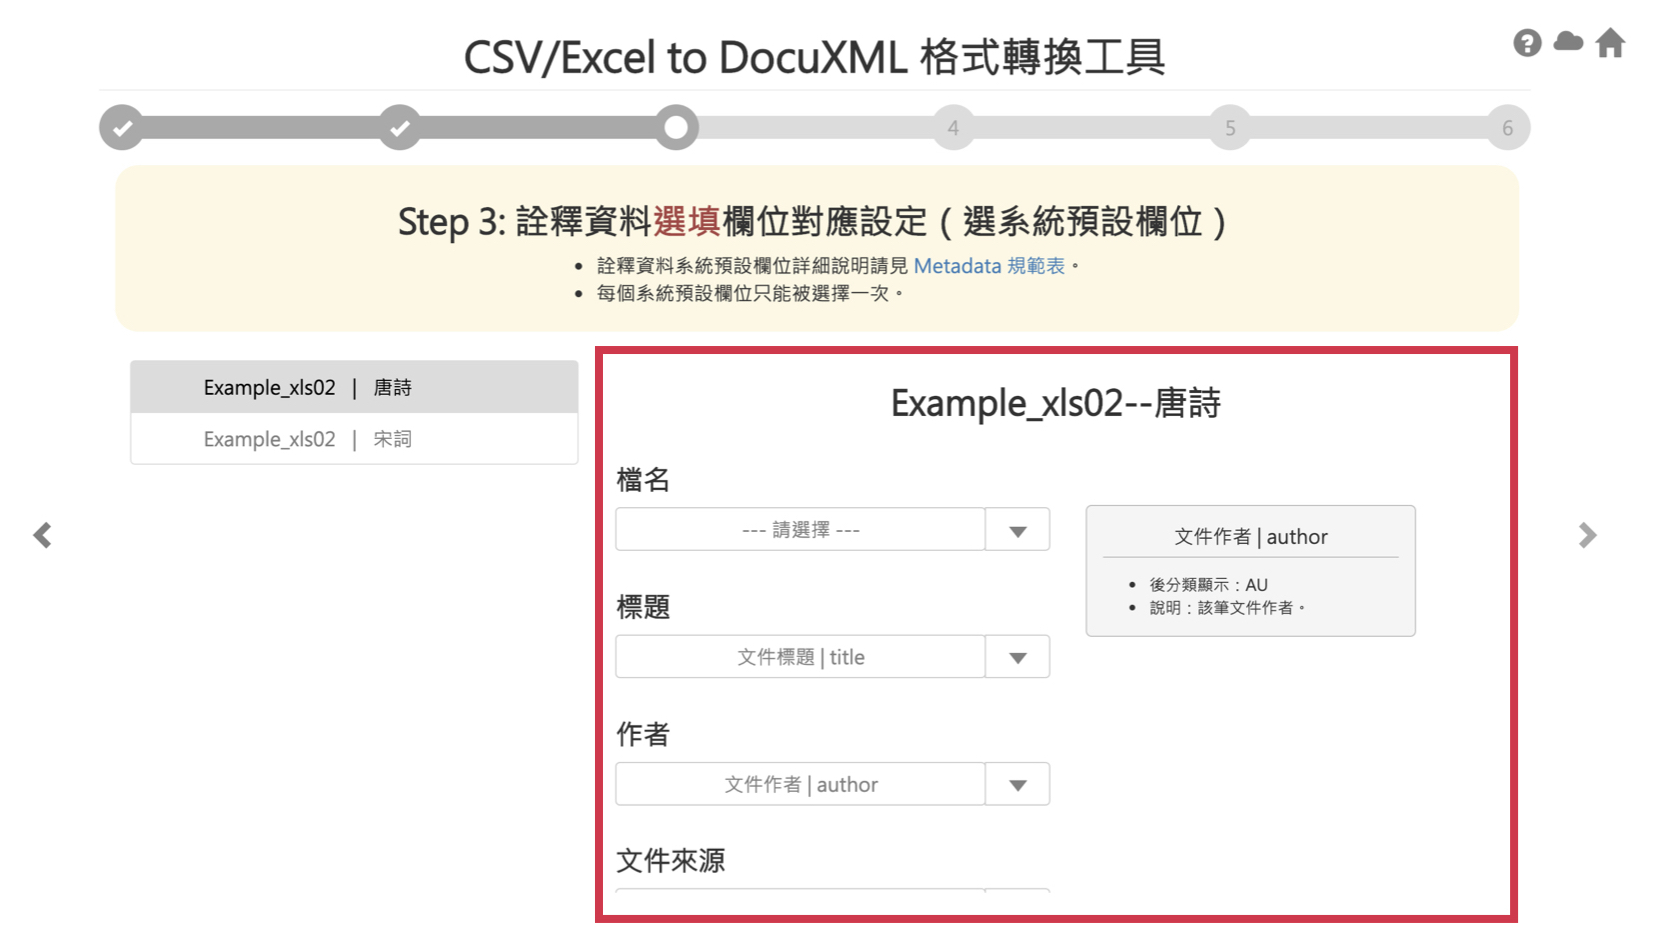 CSV/Excel to DocuXML 格式轉換工具
4
5
6
Step 3: 詮釋資料選填欄位對應設定（選系統預設欄位）
• 詮釋資料系統預設欄位詳細說明請見 Metadata 規範表。
• 每個系統預設欄位只能被選擇一次。
Example_xls02 | 唐詩
Example_xls02 | 宋詞
Example_xls02--唐詩
檔名
--- 請選擇 ---
標題
文件標題 | title
作者
文件作者 | author
文件來源
文件作者 | author
• 後分類顯示：AU
• 說明：該筆文件作者。